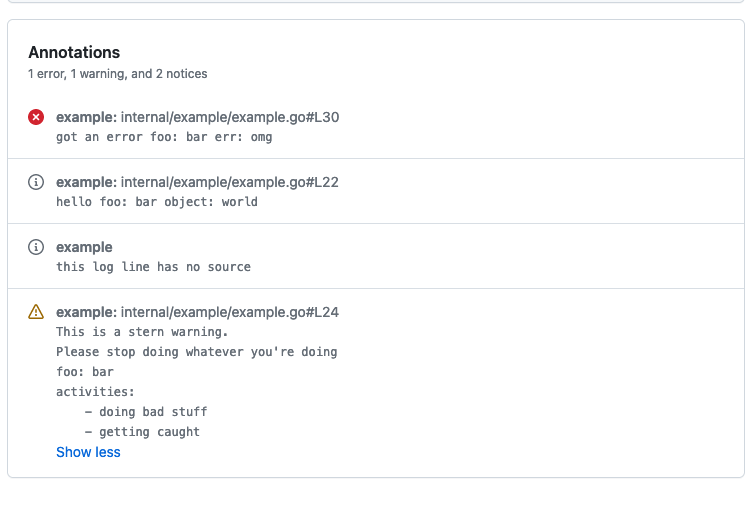 Annotations
1 error, 1 warning, and 2 notices
example: internal/example/example.go#L30
got an error foo: bar err: omg
example: internal/example/example.go#L22
hello foo: bar object: world
example
this log line has no source
example: internal/example/example.go#L24
This is a stern warning.
Please stop doing whatever you're doing
foo: bar
activities:
    - doing bad stuff
    - getting caught
Show less